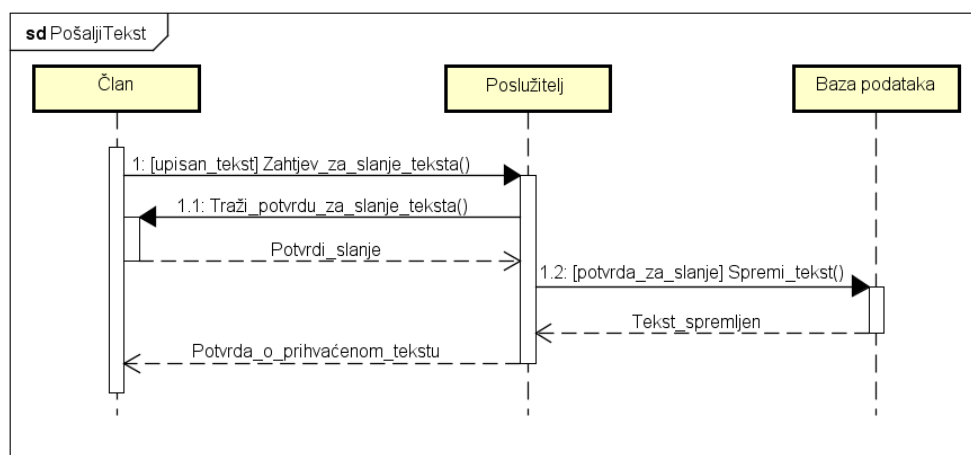 sd PošaljiTekst
Član
Poslužitelj
Baza podataka
1: [upisan_tekst] Zahtjev_za_slanje_teksta()
1.1: Traži_potvrdu_za_slanje_teksta()
Potvrdi_slanje
1.2: [potvrda_za_slanje] Spremi_tekst()
Tekst_spremljen
Potvrda_o_prihvaćenom_tekstu